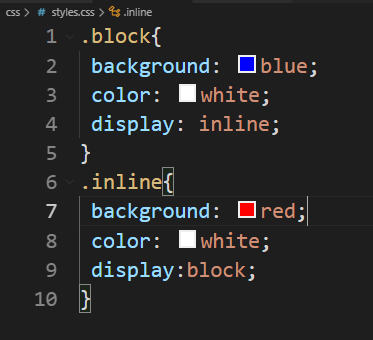 css > # styles.css > .inline
1 .block{
2 background: blue;
3 color: white;
4 display: inline;
5 }
6 .inline{
7 background: red;
8 color: white;
9 display:block;
10 }